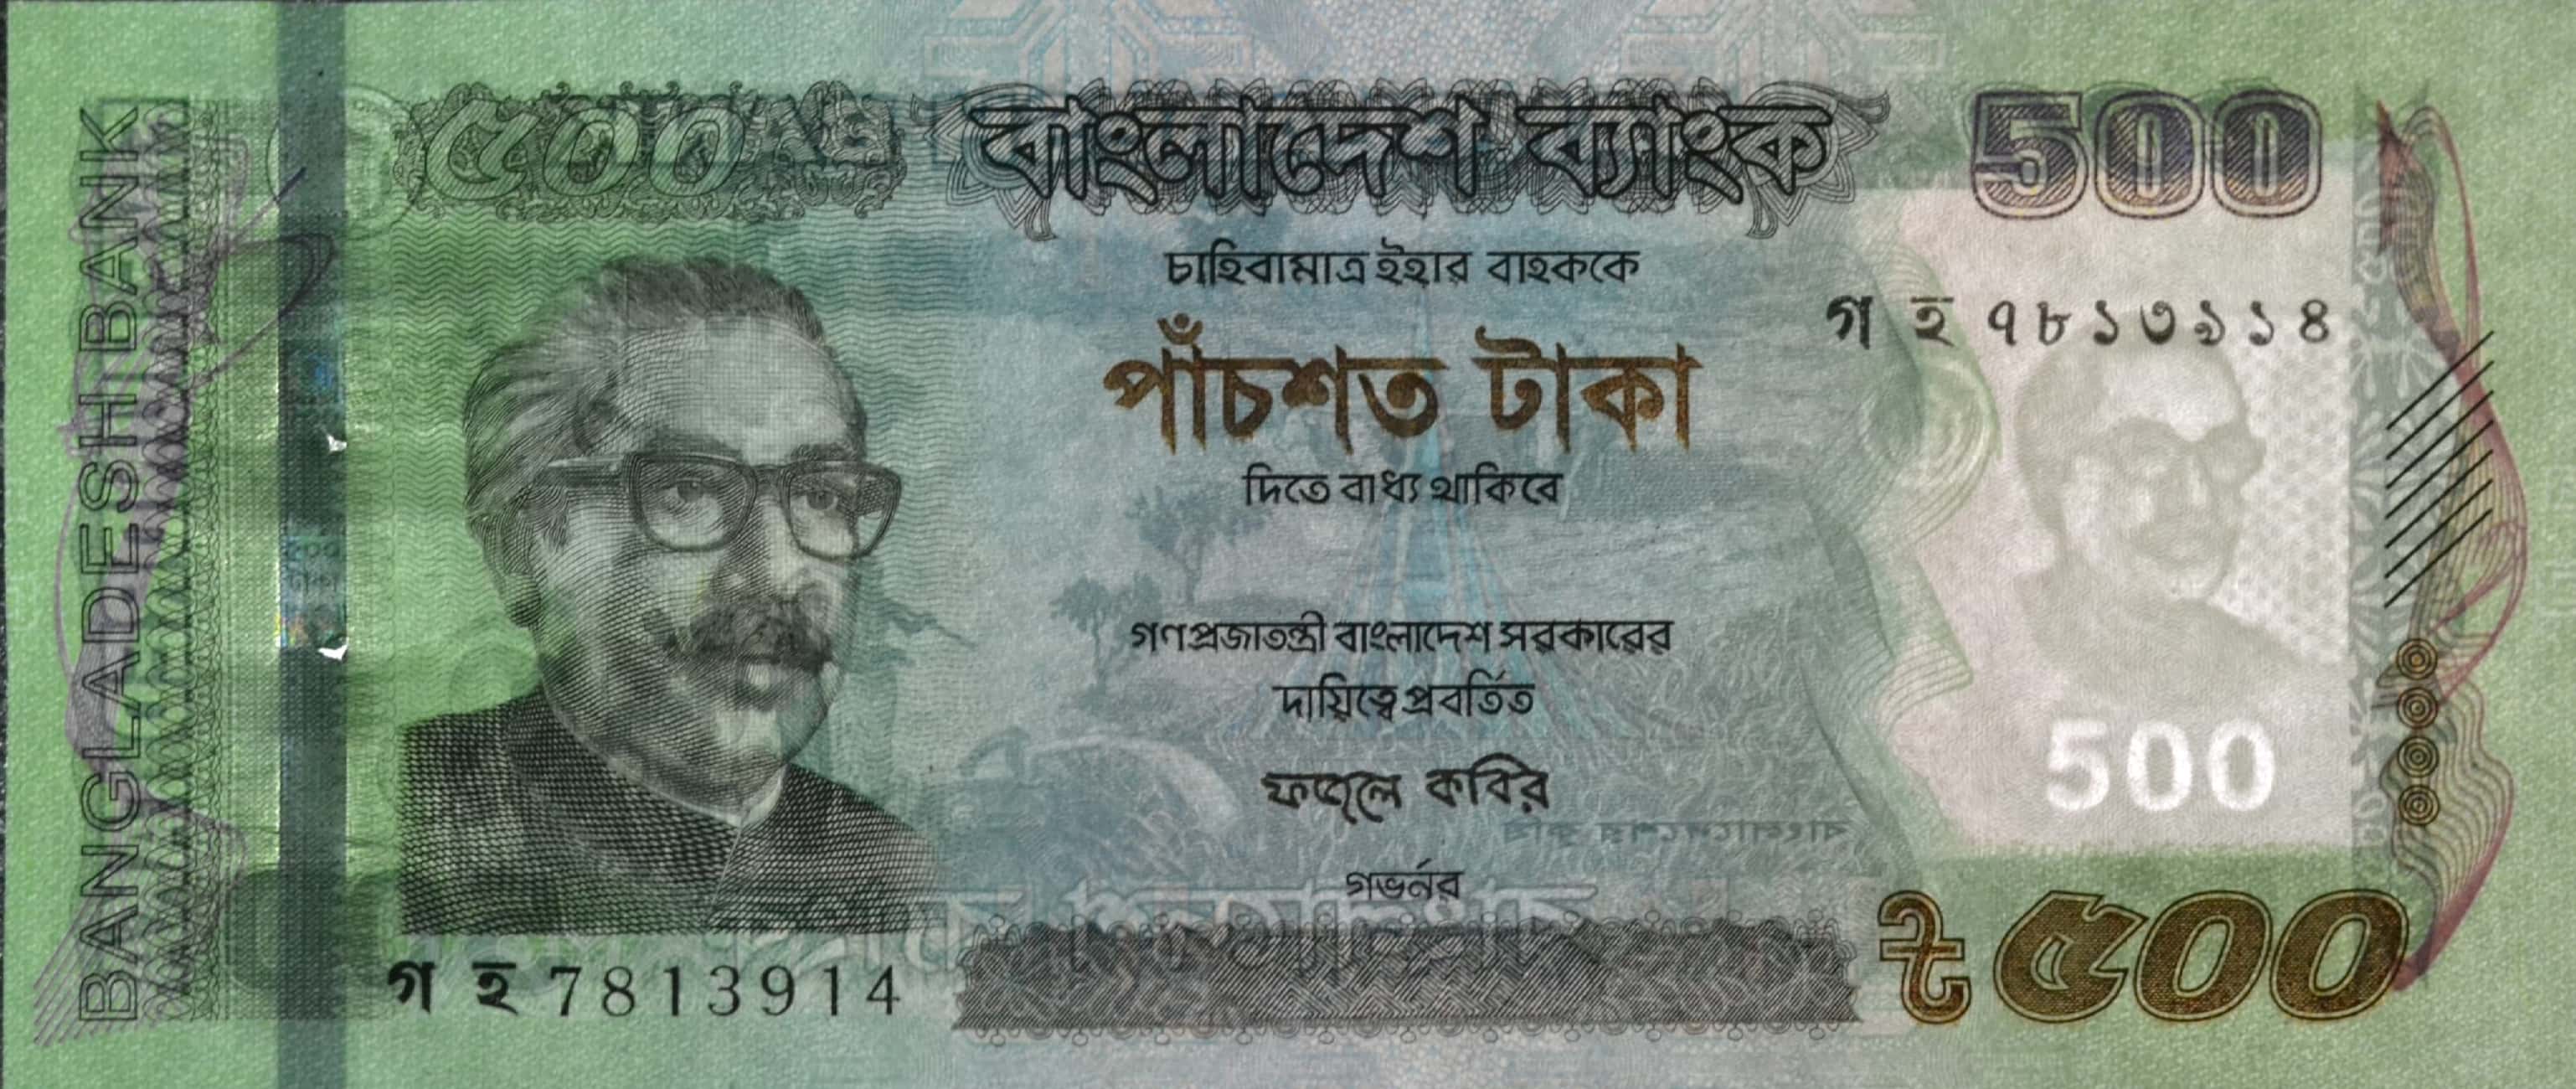 BANGLADESH BANK
৫০০
বাংলাদেশ ব্যাংক
500
চাহিবামাত্র ইহার বাহককে
গ হ ৭৮১৩৯১৪
পাঁচশত টাকা
দিতে বাধ্য থাকিবে
গণপ্রজাতন্ত্রী বাংলাদেশ সরকারের
দায়িত্বে প্রবর্তিত
ফজলে কবির
গভর্নর
500
গ হ 7813914
৳ ৫০০